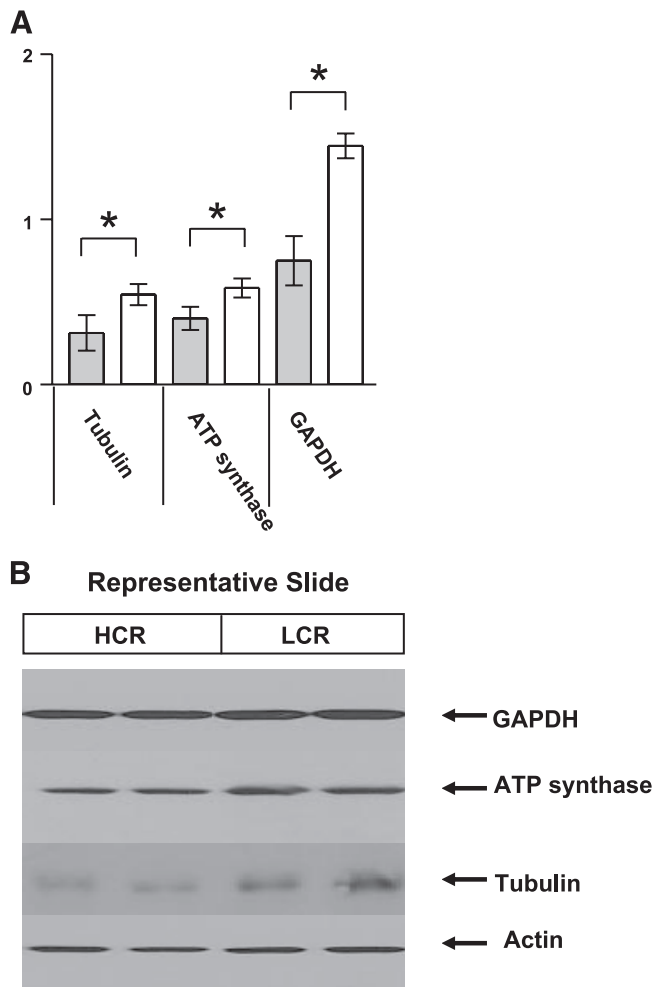 A
2
*
*
*
1
0
Tubulin
ATP synthase
GAPDH
B
Representative Slide
HCR
LCR
GAPDH
ATP synthase
Tubulin
Actin